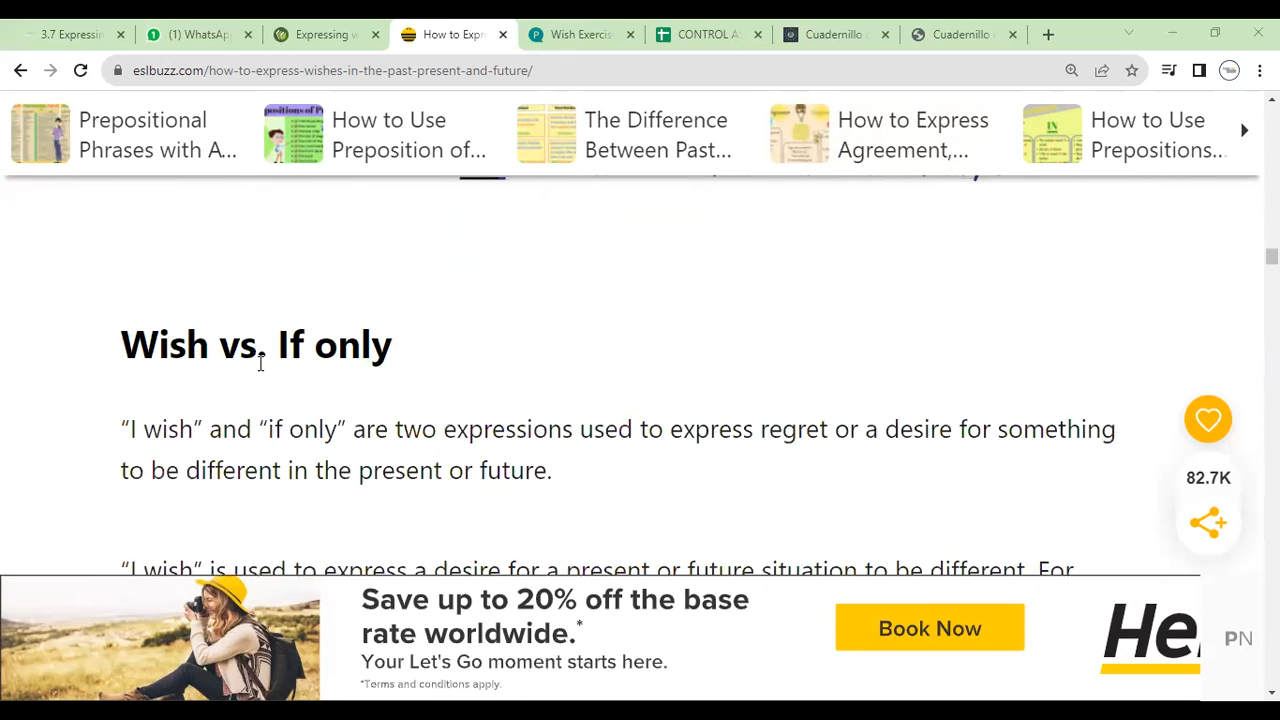 3.7 Expressin
(1) WhatsAp
Expressing w
How to Expr
Wish Exercis
CONTROL A
Cuadernillo
Cuadernillo
eslbuzz.com/how-to-express-wishes-in-the-past-present-and-future/
Prepositional
Phrases with A...
How to Use
Preposition of...
The Difference
Between Past...
How to Express
Agreement,...
How to Use
Prepositions...
Wish vs. If only
“I wish” and “if only” are two expressions used to express regret or a desire for something
to be different in the present or future.
82.7K
“I wish” is used to express a desire for a present or future situation to be different. For
Save up to 20% off the base
rate worldwide.*
Your Let's Go moment starts here.
*Terms and conditions apply.
Book Now
He
PN